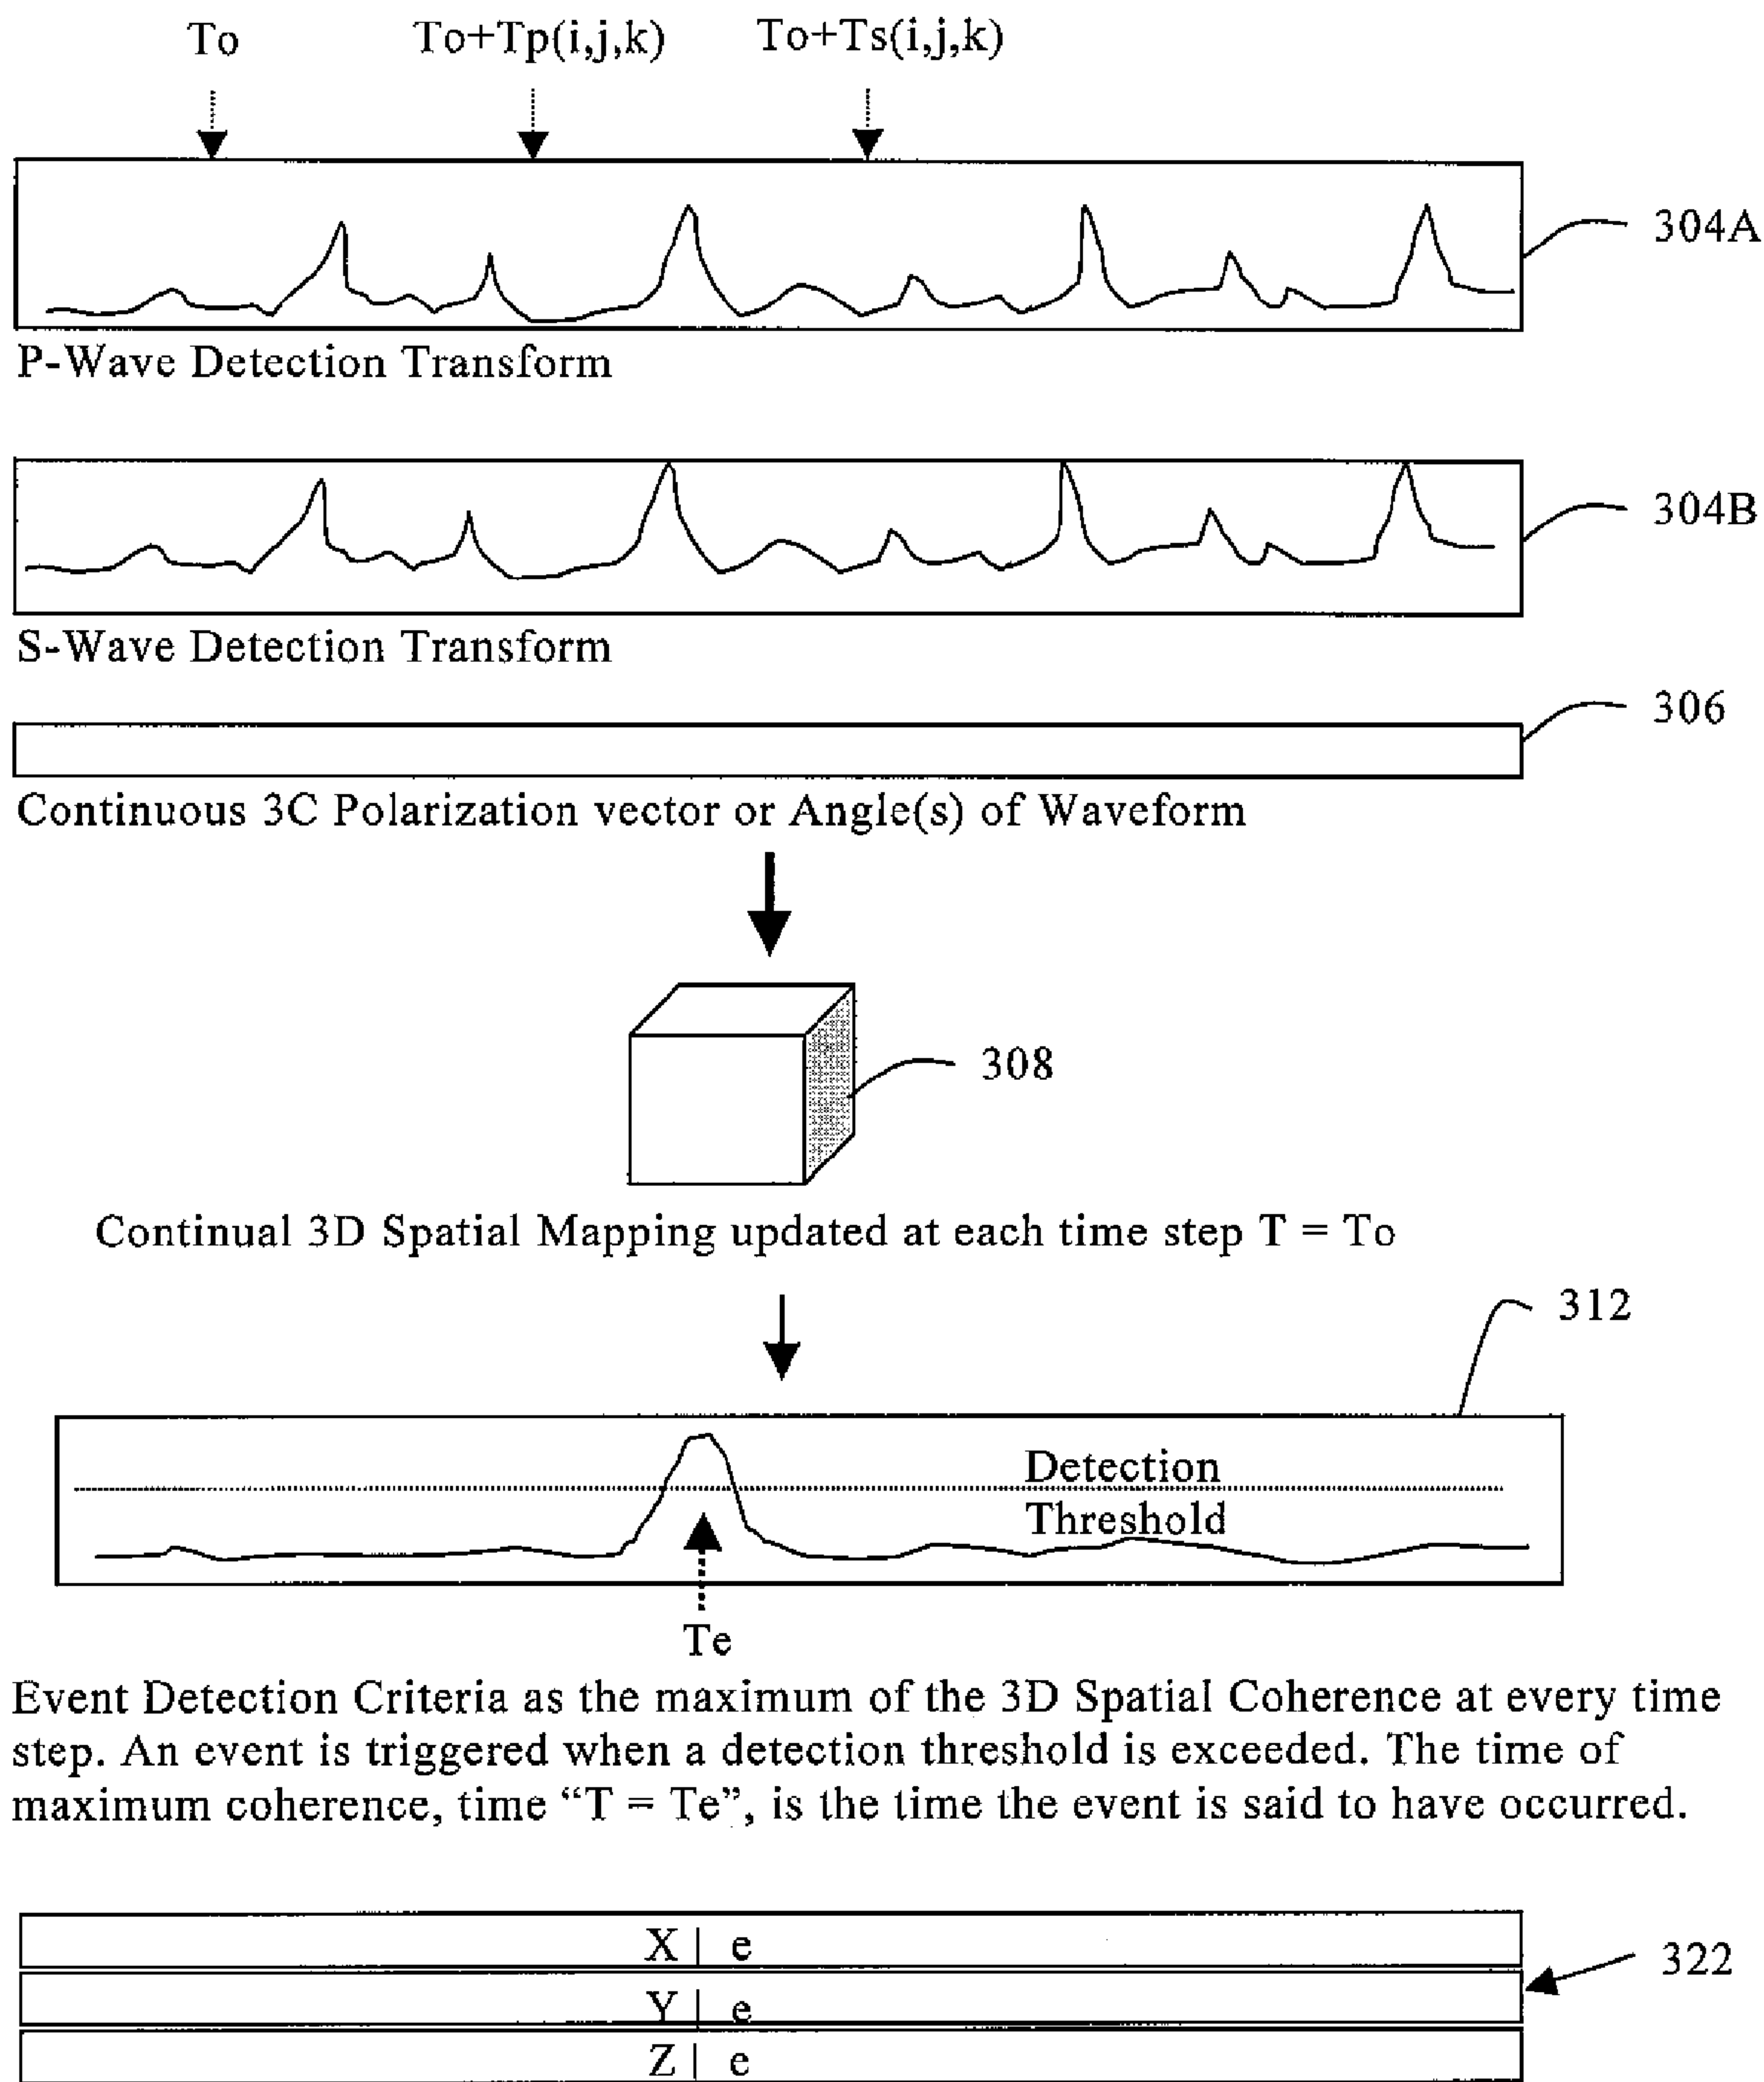 To To+Tp(i,j,k) To+Ts(i,j,k)
304A
P-Wave Detection Transform
304B
S-Wave Detection Transform
306
Continuous 3C Polarization vector or Angle(s) of Waveform
308
Continual 3D Spatial Mapping updated at each time step T = To
312
Detection
Threshold
Te
Event Detection Criteria as the maximum of the 3D Spatial Coherence at every time
step. An event is triggered when a detection threshold is exceeded. The time of
maximum coherence, time “T = Te”, is the time the event is said to have occurred.
X | e
322
Y | e
Z | e